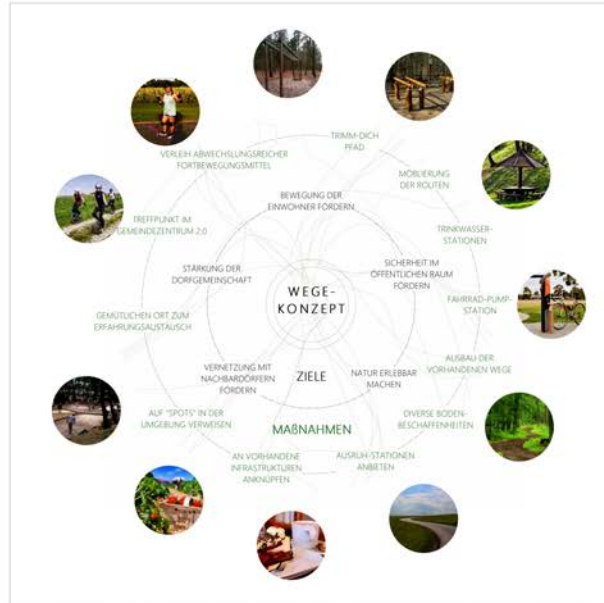 TRIMM-DICH
PFAD
VERLEIH ABWECHSLUNGSREICHER
FORTBEWEGUNGSMITTEL
MÖBLIERUNG
DER ROUTEN
BEWEGUNG DER
EINWOHNER FÖRDERN
TREFFPUNKT IM
GEMEINDEZENTRUM 2.0
TRINKWASSER-
STATIONEN
STÄRKUNG DER
DORFGEMEINSCHAFT
SICHERHEIT IM
ÖFFENTLICHEN RAUM
FÖRDERN
WEGE-
KONZEPT
GEMÜTLICHEN ORT ZUM
ERFAHRUNGSAUSTAUSCH
FAHRRAD-PUMP-
STATION
VERNETZUNG MIT
NACHBARDÖRFERN
FÖRDERN
ZIELE
NATUR ERLEBBAR
MACHEN
AUSBAU DER
VORHANDENEN WEGE
AUF "SPOTS" IN DER
UMGEBUNG VERWEISEN
MAßNAHMEN
DIVERSE BODEN-
BESCHAFFENHEITEN
AN VORHANDENE
INFRASTRUKTUREN
ANKNÜPFEN
AUSRUH-STATIONEN
ANBIETEN